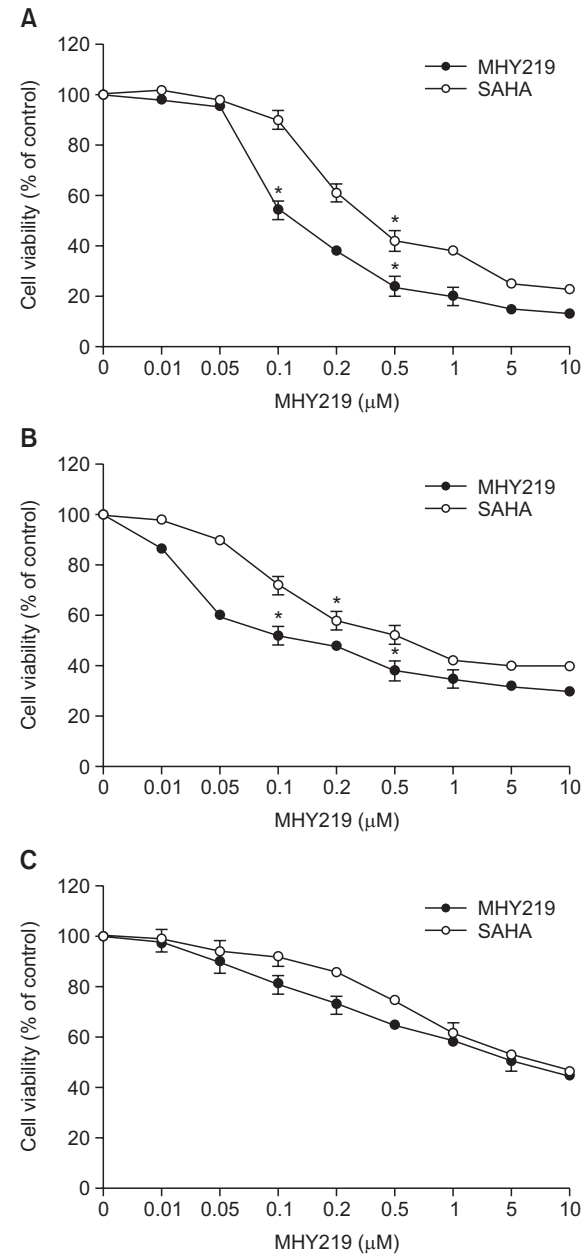 A
120
100
80
60
40
20
0
Cell viability (% of control)
MHY219
SAHA
*
*
*
0 0.01 0.05 0.1 0.2 0.5 1 5 10
MHY219 (μM)
B
120
100
80
60
40
20
0
Cell viability (% of control)
MHY219
SAHA
*
*
*
0 0.01 0.05 0.1 0.2 0.5 1 5 10
MHY219 (μM)
C
120
100
80
60
40
20
0
Cell viability (% of control)
MHY219
SAHA
0 0.01 0.05 0.1 0.2 0.5 1 5 10
MHY219 (μM)